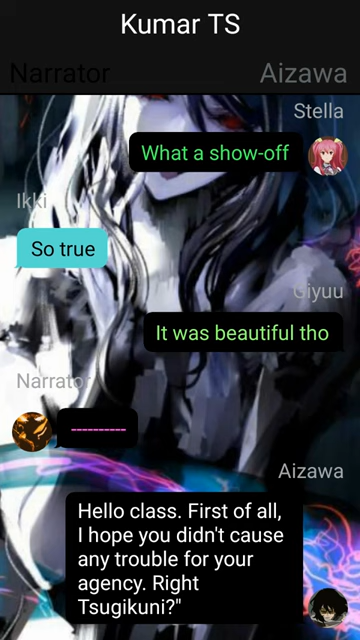 Kumar TS
Narrator
Aizawa
Stella
What a show-off
Ikki
So true
Giyuu
It was beautiful tho
Narrator
----------
Aizawa
Hello class. First of all,
I hope you didn't cause
any trouble for your
agency. Right
Tsugikuni?"